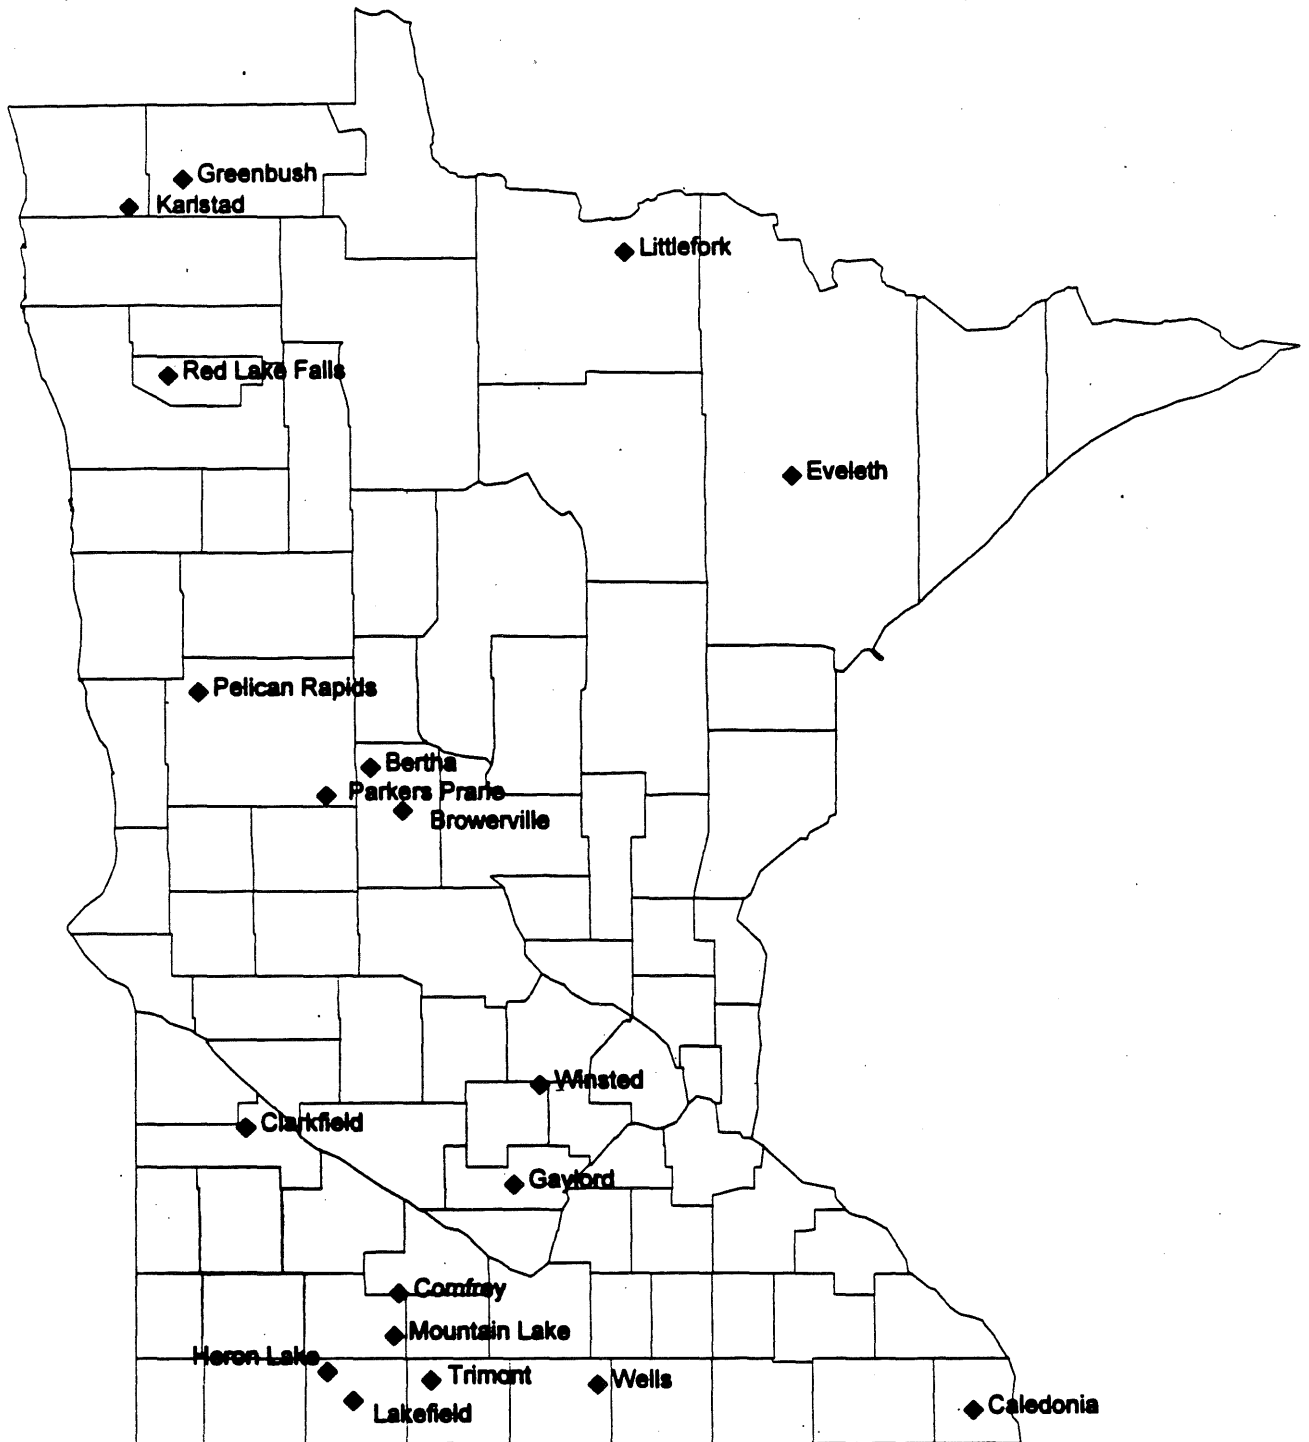 Greenbush
Karlstad
Littlefork
Red Lake Falls
Eveleth
Pelican Rapids
Bertha
Parkers Prarie
Browerville
Winsted
Clarkfield
Gaylord
Comfrey
Mountain Lake
Heron Lake
Trimont
Wells
Lakefield
Caledonia